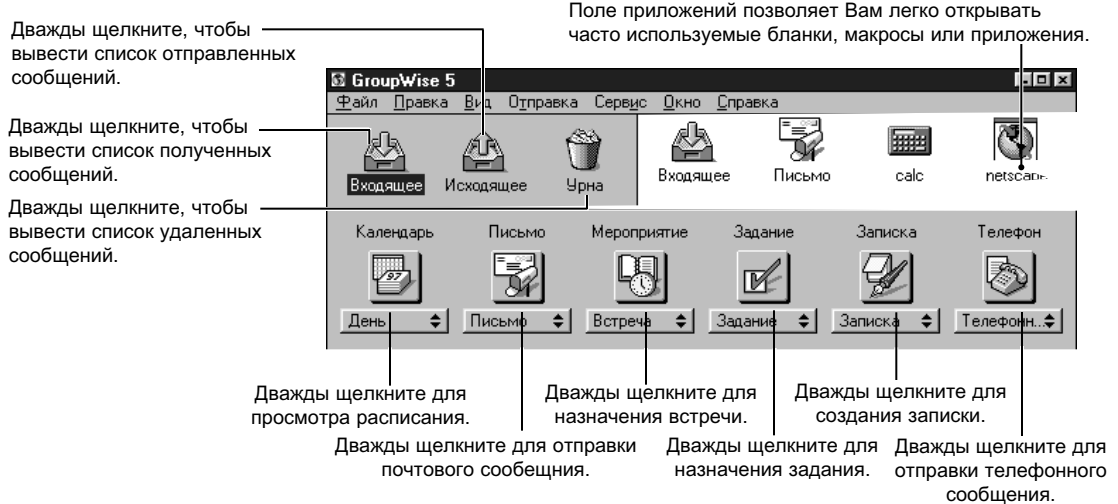 Поле приложений позволяет Вам легко открывать
часто используемые бланки, макросы или приложения.
Дважды щелкните, чтобы
вывести список отправленных
сообщений.
Дважды щелкните, чтобы
вывести список полученных
сообщений.
Дважды щелкните, чтобы
вывести список удаленных
сообщений.
GroupWise 5
Файл Правка Вид Отправка Сервис Окно Справка
Входящее Исходящее Урна Входящее Письмо calc netscape
Календарь Письмо Мероприятие Задание Записка Телефон
97
День Письмо Встреча Задание Записка Телефонн...
Дважды щелкните для
просмотра расписания.
Дважды щелкните для
назначения встречи.
Дважды щелкните для
создания записки.
Дважды щелкните для отправки
почтового сообещния.
Дважды щелкните для
назначения задания.
Дважды щелкните для
отправки телефонного
сообщения.